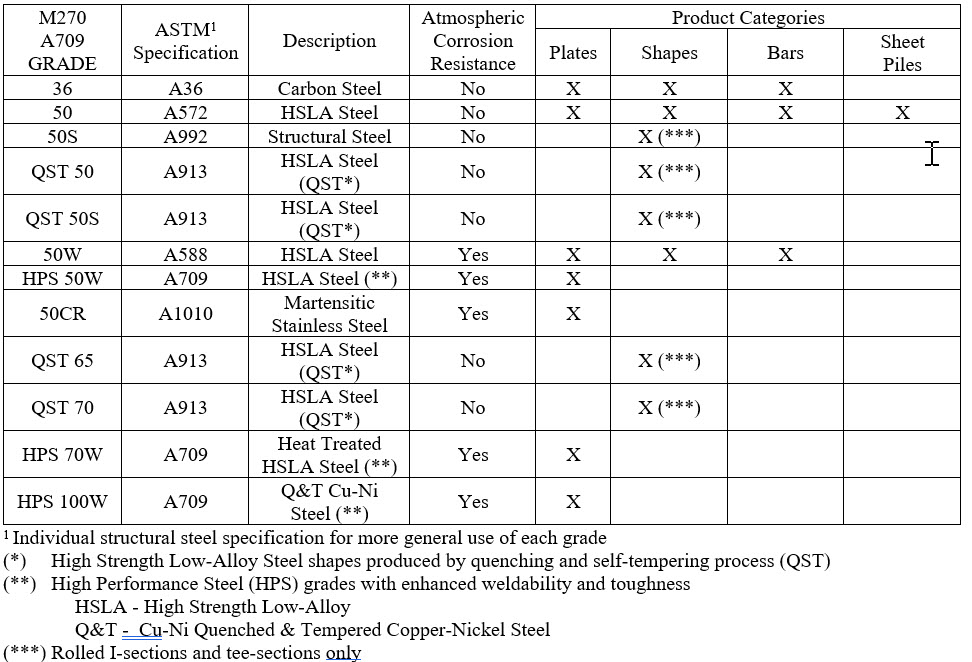 M270 A709 GRADE | ASTM¹ Specification | Description | Atmospheric Corrosion Resistance | Product Categories
Plates | Shapes | Bars | Sheet Piles
36 | A36 | Carbon Steel | No | X | X | X |
50 | A572 | HSLA Steel | No | X | X | X | X
50S | A992 | Structural Steel | No | | X (***) | |
QST 50 | A913 | HSLA Steel (QST*) | No | | X (***) | |
QST 50S | A913 | HSLA Steel (QST*) | No | | X (***) | |
50W | A588 | HSLA Steel | Yes | X | X | X |
HPS 50W | A709 | HSLA Steel (**) | Yes | X | | |
50CR | A1010 | Martensitic Stainless Steel | Yes | X | | |
QST 65 | A913 | HSLA Steel (QST*) | No | | X (***) | |
QST 70 | A913 | HSLA Steel (QST*) | No | | X (***) | |
HPS 70W | A709 | Heat Treated HSLA Steel (**) | Yes | X | | |
HPS 100W | A709 | Q&T Cu-Ni Steel (**) | Yes | X | | |
¹ Individual structural steel specification for more general use of each grade
(*) High Strength Low-Alloy Steel shapes produced by quenching and self-tempering process (QST)
(**) High Performance Steel (HPS) grades with enhanced weldability and toughness
HSLA - High Strength Low-Alloy
Q&T - Cu-Ni Quenched & Tempered Copper-Nickel Steel
(***) Rolled I-sections and tee-sections only